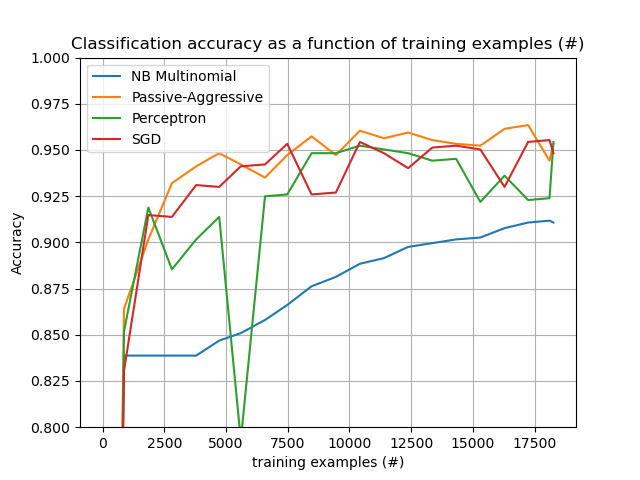 Classification accuracy as a function of training examples (#)
1.000
0.975
0.950
0.925
0.900
0.875
0.850
0.825
0.800
Accuracy
NB Multinomial
Passive-Aggressive
Perceptron
SGD
0 2500 5000 7500 10000 12500 15000 17500
training examples (#)